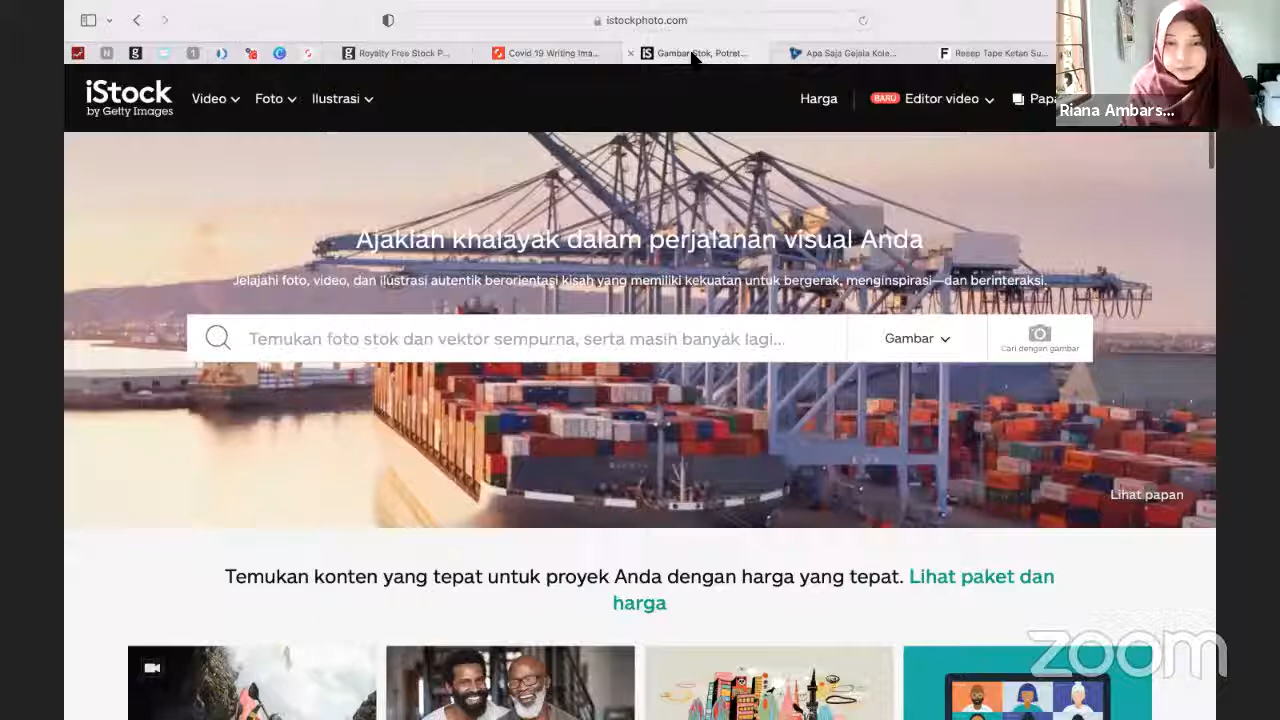 istockphoto.com
Royalty Free Stock P...
Covid 19 Writing Ima...
Gambar Stok, Potret...
Apa Saja Gejala Kole...
Resep Tape Ketan Su...
iStock
by Getty Images
Video
Foto
Ilustrasi
Harga
BARU
Editor video
Riana Ambars...
Ajaklah khalayak dalam perjalanan visual Anda
Jelajahi foto, video, dan ilustrasi autentik berorientasi kisah yang memiliki kekuatan untuk bergerak, menginspirasi—dan berinteraksi.
Temukan foto stok dan vektor sempurna, serta masih banyak lagi...
Gambar
Cari dengan gambar
Lihat papan
Temukan konten yang tepat untuk proyek Anda dengan harga yang tepat. Lihat paket dan
harga
zoom